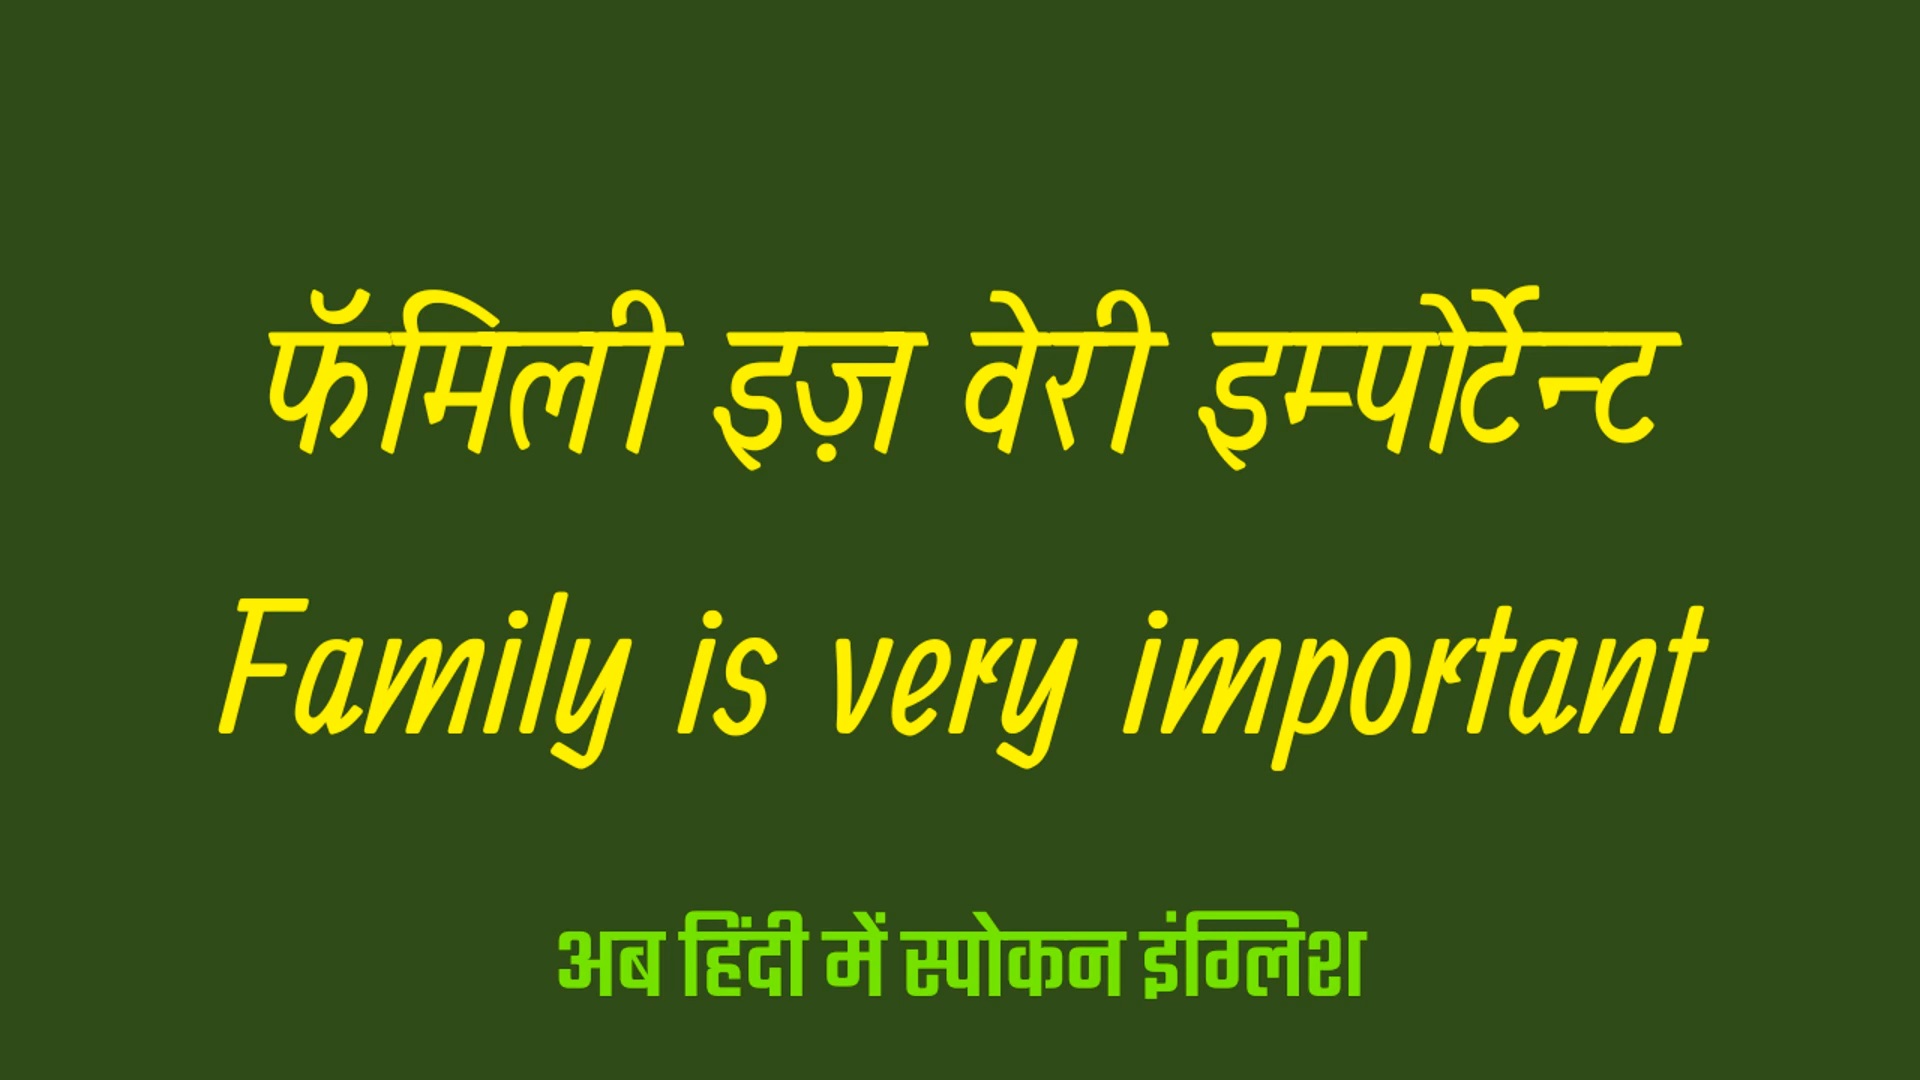 फॅमिली इज़ वेरी इम्पोर्टेन्ट
Family is very important
अब हिंदी में स्पोकन इंग्लिश